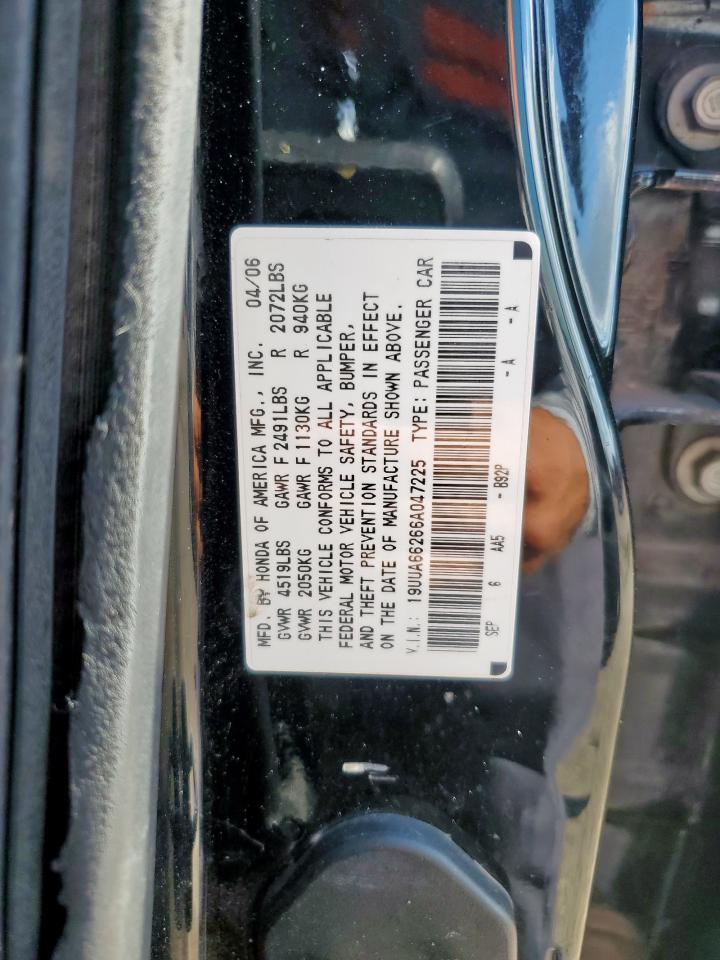 MFD. BY HONDA OF AMERICA MFG., INC. 04/06
GVWR 4519LBS GAWR F 2491LBS R 2072LBS
GVWR 2050KG GAWR F 1130KG R 940KG
THIS VEHICLE CONFORMS TO ALL APPLICABLE
FEDERAL MOTOR VEHICLE SAFETY, BUMPER,
AND THEFT PREVENTION STANDARDS IN EFFECT
ON THE DATE OF MANUFACTURE SHOWN ABOVE.
V.I.N.: 19UUA66266A047225 TYPE: PASSENGER CAR
SEP 6 AA5 - B92P - A - A